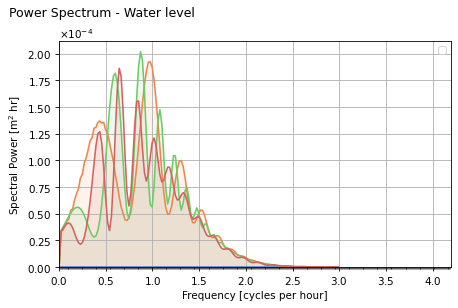 Power Spectrum - Water level
×10⁻⁴
2.00
1.75
1.50
1.25
1.00
0.75
0.50
0.25
0.00
Spectral Power [m² hr]
0.0 0.5 1.0 1.5 2.0 2.5 3.0 3.5 4.0
Frequency [cycles per hour]